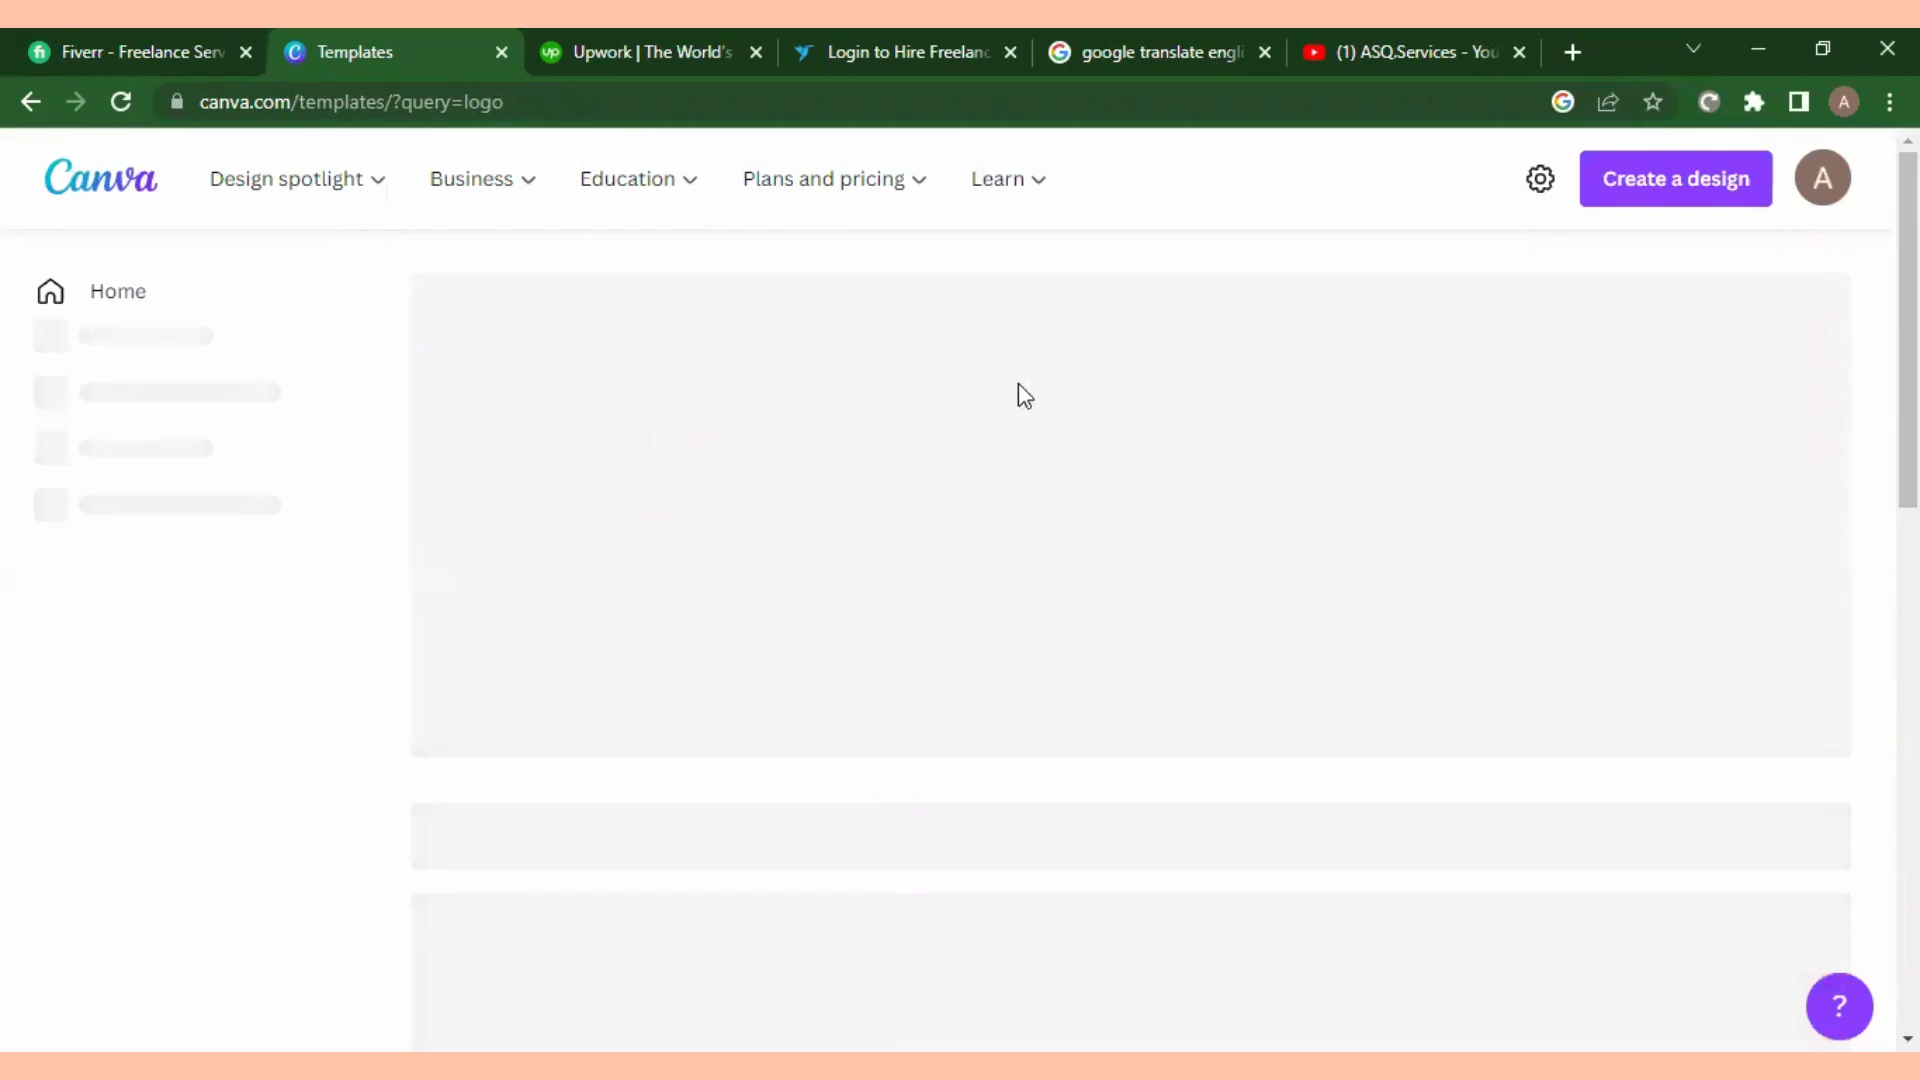 Fiverr - Freelance Serv
Templates
up Upwork | The World's
Login to Hire Freelanc
google translate engli
(1) ASQ.Services - You
canva.com/templates/?query=logo
A
Canva
Design spotlight
Business
Education
Plans and pricing
Learn
Create a design
A
Home
?